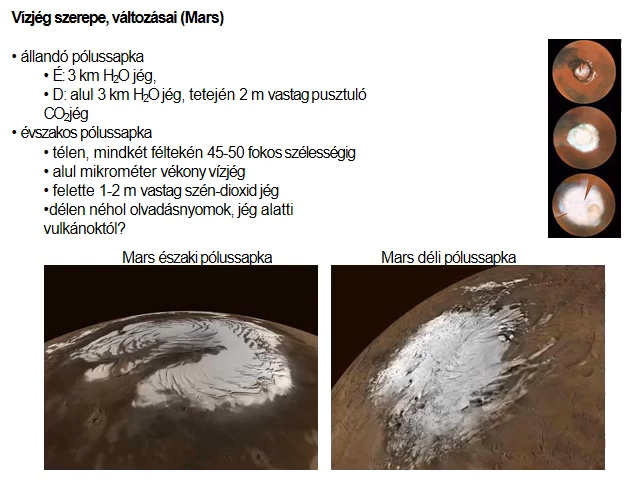 Vízjég szerepe, változásai (Mars)
• állandó pólussapka
• É: 3 km H₂O jég,
• D: alul 3 km H₂O jég, tetején 2 m vastag pusztuló
CO₂jég
• évszakos pólussapka
• télen, mindkét féltekén 45-50 fokos szélességig
• alul mikrométer vékony vízjég
• felette 1-2 m vastag szén-dioxid jég
•délen néhol olvadásnyomok, jég alatti
vulkánoktól?
Mars északi pólussapka
Mars déli pólussapka